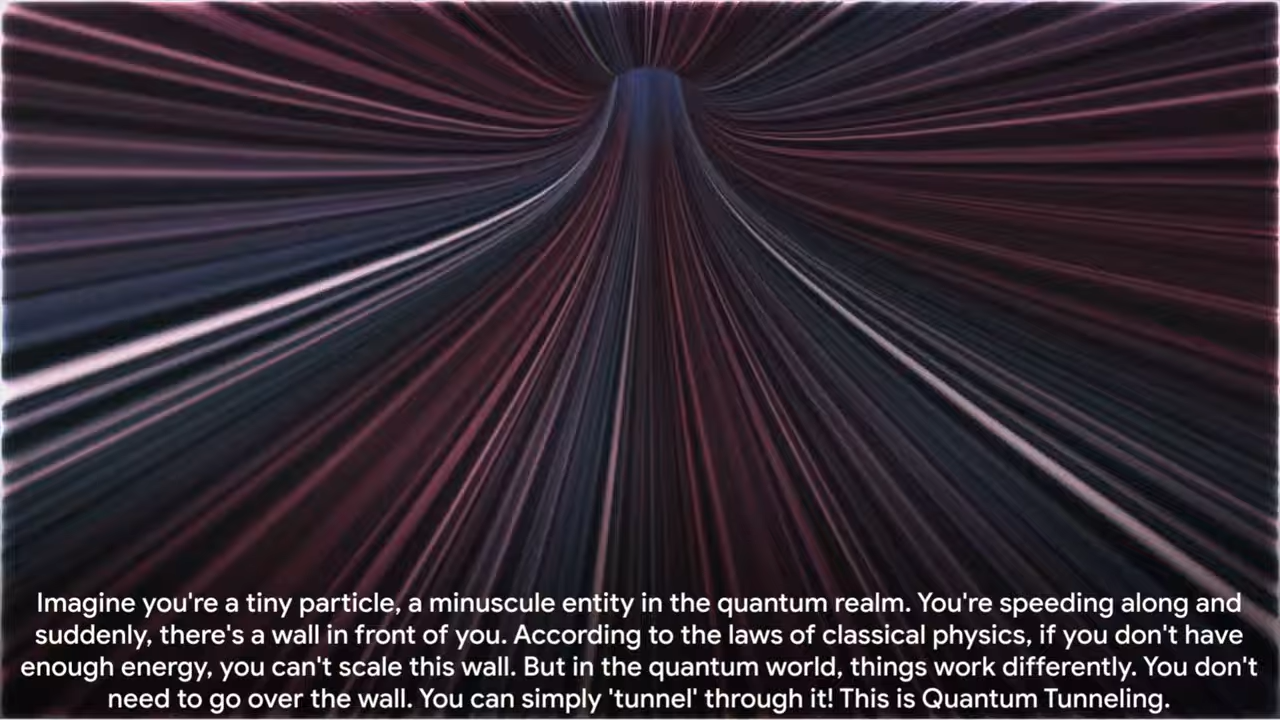 Imagine you're a tiny particle, a minuscule entity in the quantum realm. You're speeding along and
suddenly, there's a wall in front of you. According to the laws of classical physics, if you don't have
enough energy, you can't scale this wall. But in the quantum world, things work differently. You don't
need to go over the wall. You can simply 'tunnel' through it! This is Quantum Tunneling.